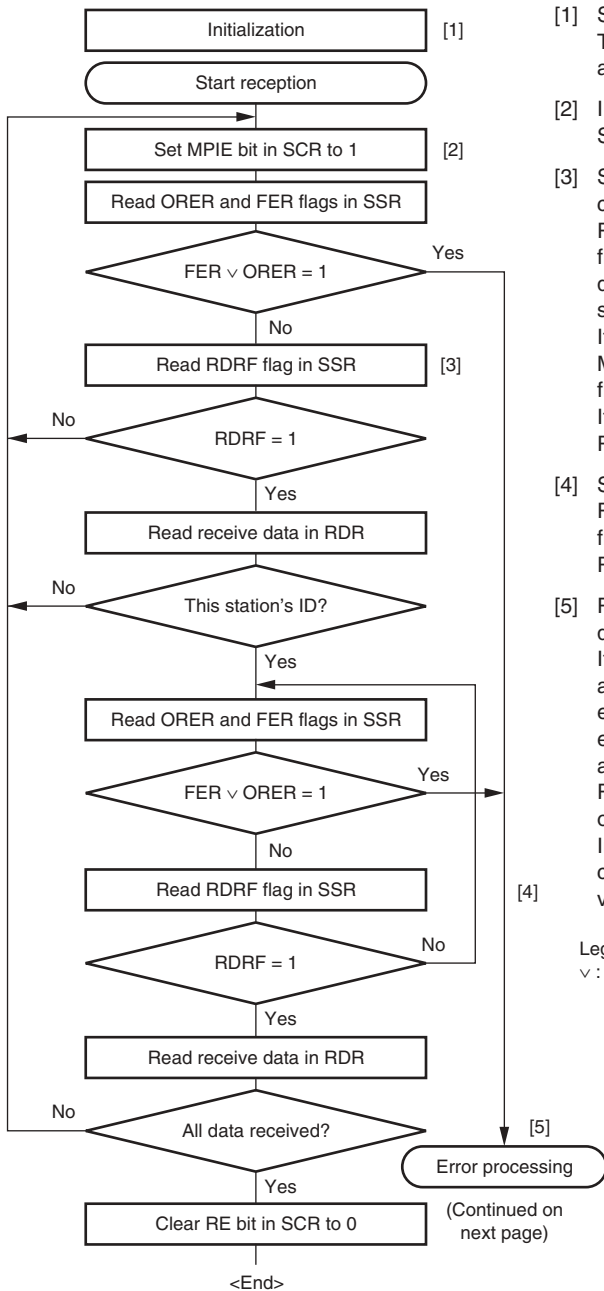 Initialization
[1]
Start reception
Set MPIE bit in SCR to 1
[2]
Read ORER and FER flags in SSR
Yes
FER ∨ ORER = 1
No
Read RDRF flag in SSR
[3]
No
RDRF = 1
Yes
Read receive data in RDR
No
This station's ID?
Yes
Read ORER and FER flags in SSR
FER ∨ ORER = 1
Yes
No
Read RDRF flag in SSR
[4]
No
RDRF = 1
Yes
Read receive data in RDR
No
All data received?
[5]
Error processing
Yes
Clear RE bit in SCR to 0
(Continued on
next page)
<End>
[1]
[2]
[3]
[4]
[5]
∨ :